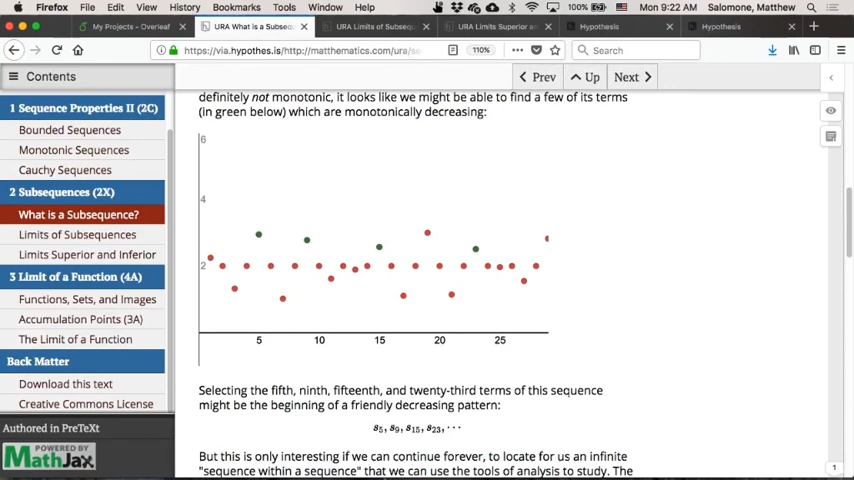 Firefox File Edit View History Bookmarks Tools Window Help 100% Mon 9:22 AM Salomone, Matthew
My Projects - Overleaf
URA What is a Subsequ
URA Limits of Subsequ
URA Limits Superior an
Hypothesis
Hypothesis
https://via.hypothes.is/http://matthematics.com/ura/se
110%
Search
Contents
Prev
Up
Next
1 Sequence Properties II (2C)
Bounded Sequences
Monotonic Sequences
Cauchy Sequences
2 Subsequences (2X)
What is a Subsequence?
Limits of Subsequences
Limits Superior and Inferior
3 Limit of a Function (4A)
Functions, Sets, and Images
Accumulation Points (3A)
The Limit of a Function
Back Matter
Download this text
Creative Commons License
Authored in PreTeXt
POWERED BY
MathJax
definitely not monotonic, it looks like we might be able to find a few of its terms
(in green below) which are monotonically decreasing:
6
4
2
5 10 15 20 25
Selecting the fifth, ninth, fifteenth, and twenty-third terms of this sequence
might be the beginning of a friendly decreasing pattern:
s₅, s₉, s₁₅, s₂₃, ⋯
But this is only interesting if we can continue forever, to locate for us an infinite
"sequence within a sequence" that we can use the tools of analysis to study. The
1